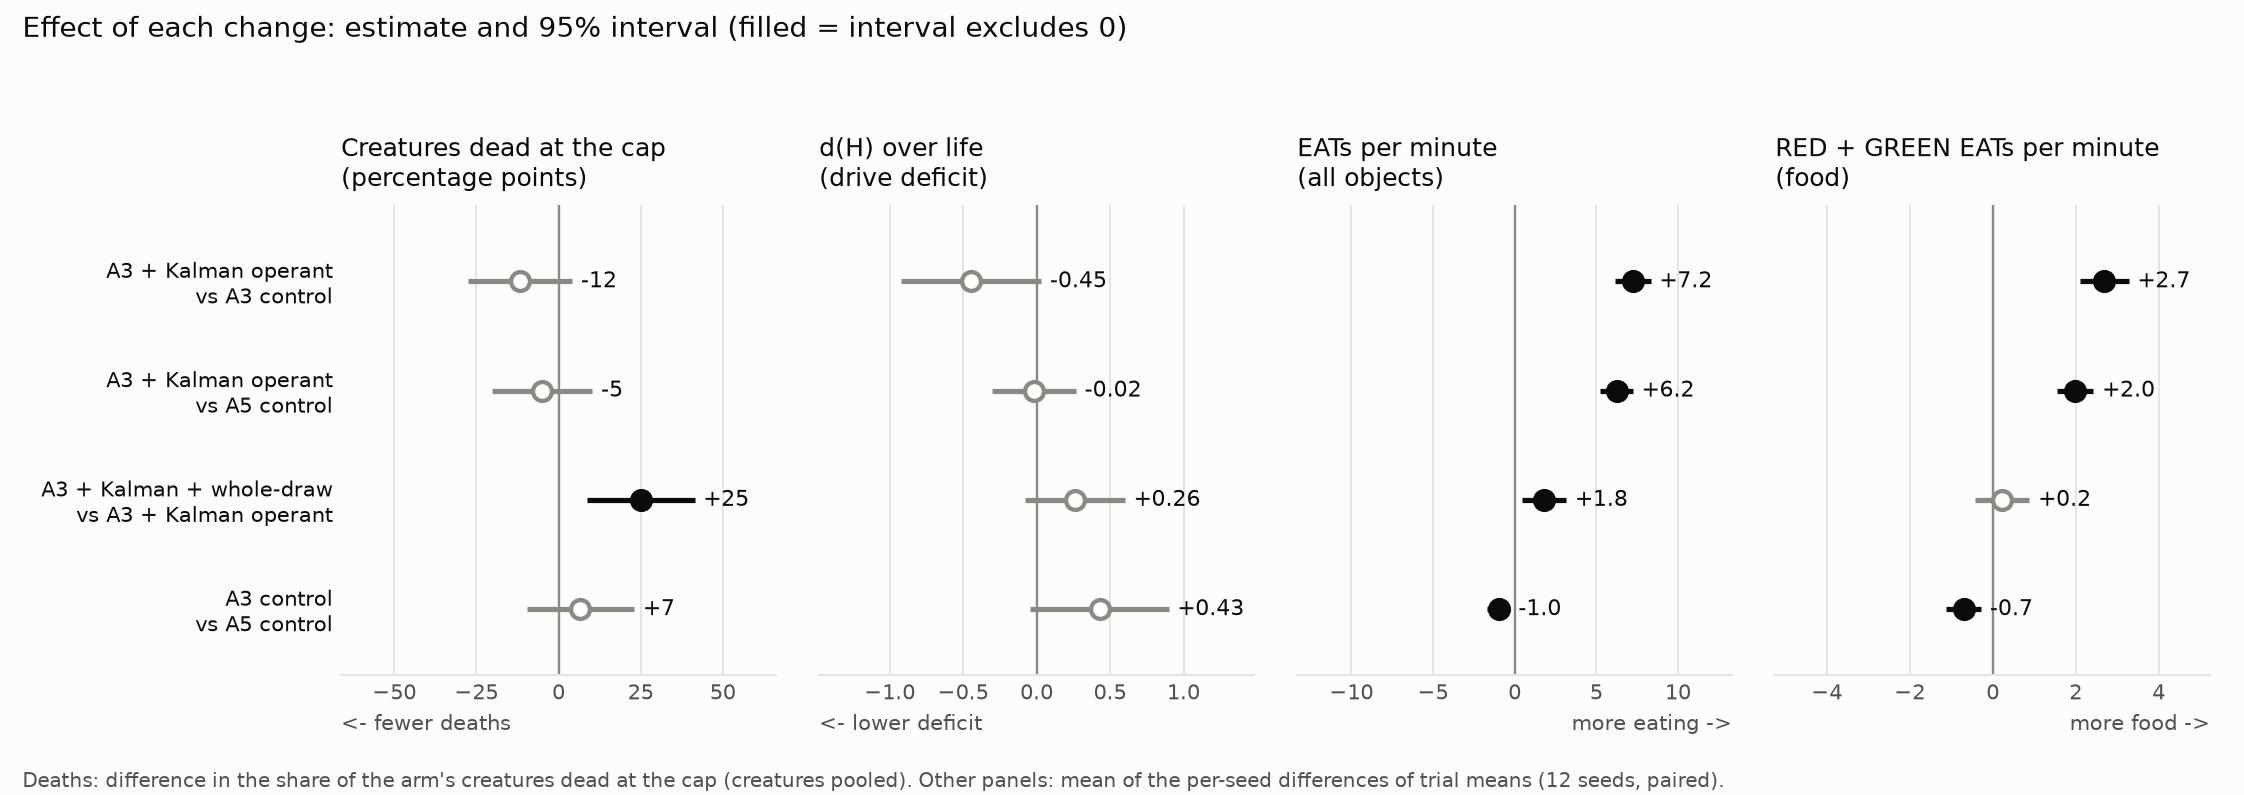 Effect of each change: estimate and 95% interval (filled = interval excludes 0)
Creatures dead at the cap
(percentage points)
d(H) over life
(drive deficit)
EATs per minute
(all objects)
RED + GREEN EATs per minute
(food)
A3 + Kalman operant
vs A3 control
-12
-0.45
+7.2
+2.7
A3 + Kalman operant
vs A5 control
-5
-0.02
+6.2
+2.0
A3 + Kalman + whole-draw
vs A3 + Kalman operant
+25
+0.26
+1.8
+0.2
A3 control
vs A5 control
+7
+0.43
-1.0
-0.7
−50 −25 0 25 50
−1.0 −0.5 0.0 0.5 1.0
−10 −5 0 5 10
−4 −2 0 2 4
<- fewer deaths
<- lower deficit
more eating ->
more food ->
Deaths: difference in the share of the arm's creatures dead at the cap (creatures pooled). Other panels: mean of the per-seed differences of trial means (12 seeds, paired).